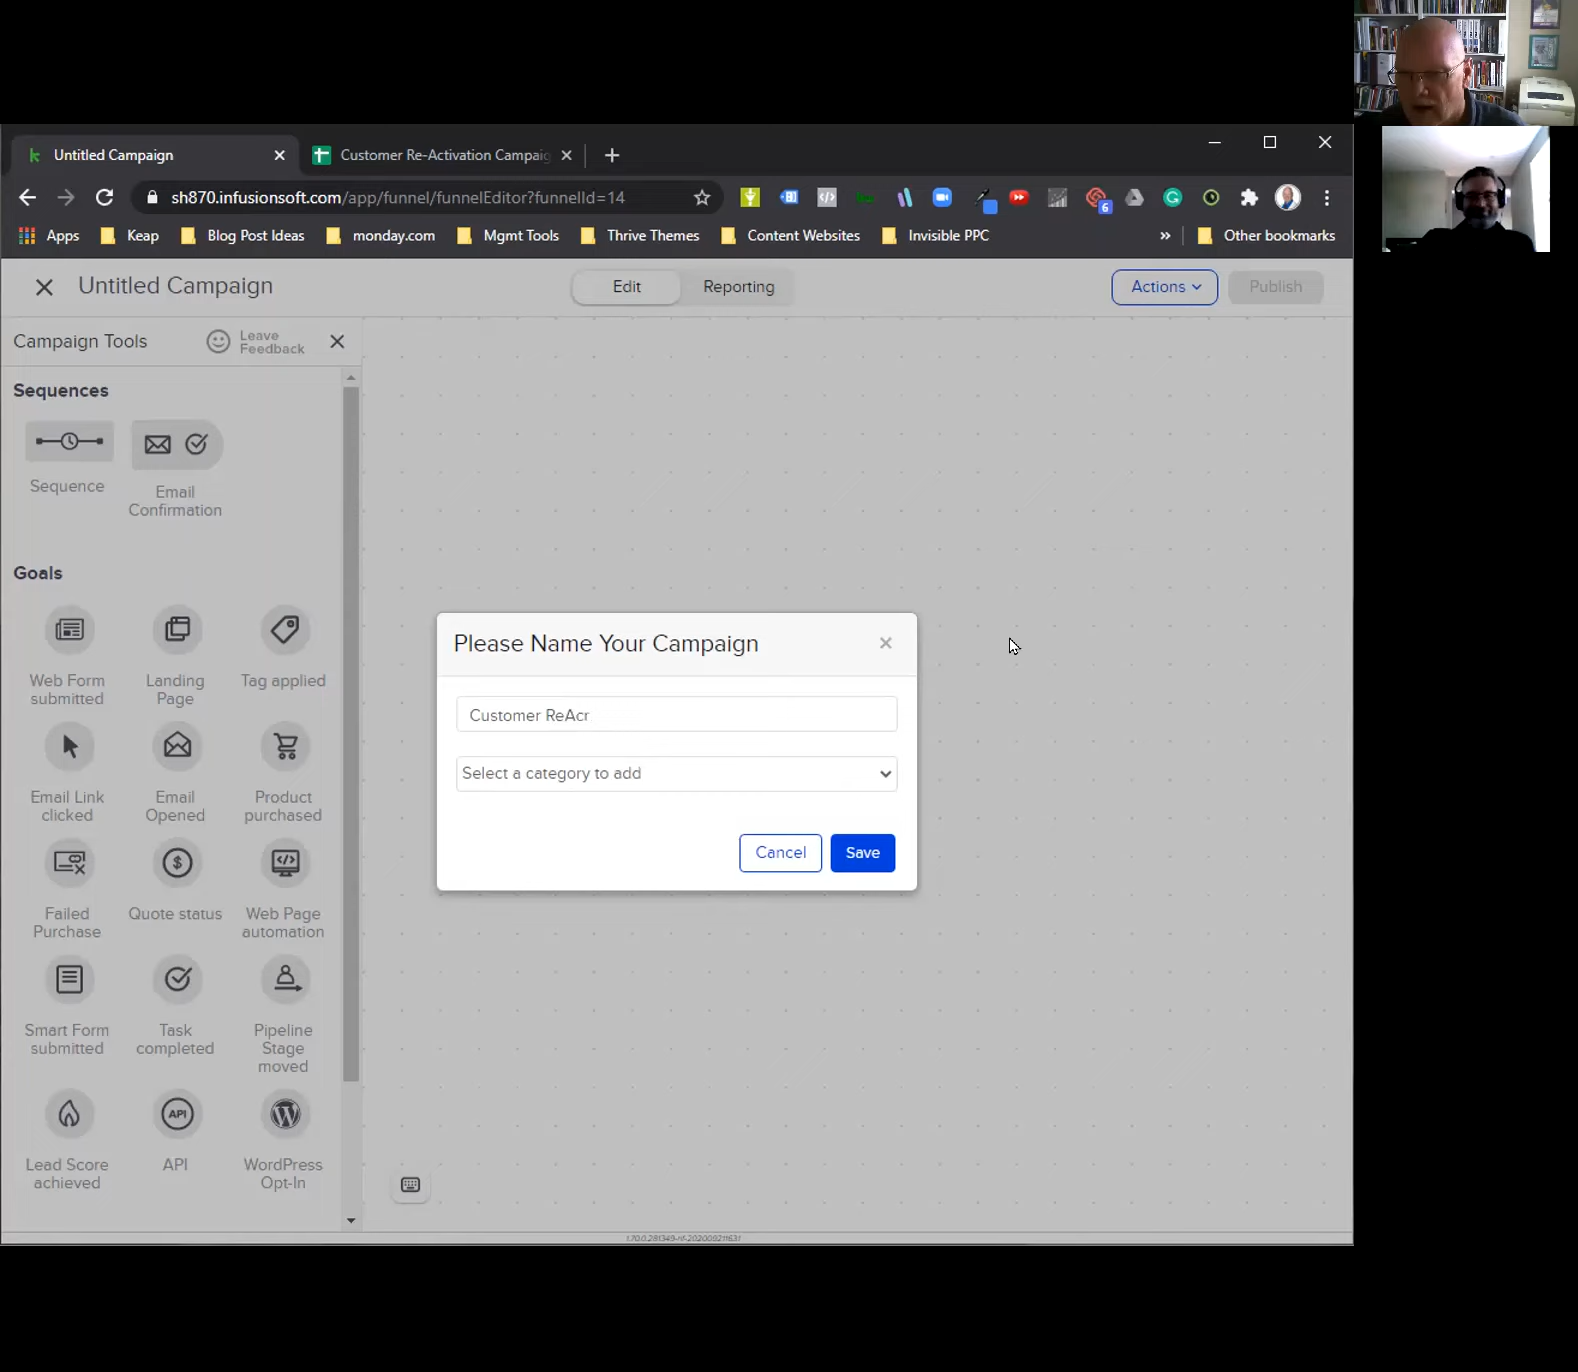 Untitled Campaign
Customer Re-Activation Campaig
sh870.infusionsoft.com/app/funnel/funnelEditor?funnelId=14
6
Apps Keap Blog Post Ideas monday.com Mgmt Tools Thrive Themes Content Websites Invisible PPC » Other bookmarks
Untitled Campaign
Edit Reporting
Actions Publish
Campaign Tools
Leave
Feedback
Sequences
Sequence
Email
Confirmation
Goals
Web Form
submitted
Landing
Page
Tag applied
Email Link
clicked
Email
Opened
Product
purchased
Failed
Purchase
Quote status
Web Page
automation
Smart Form
submitted
Task
completed
Pipeline
Stage
moved
API
Lead Score
achieved
API
WordPress
Opt-In
Please Name Your Campaign
Customer ReAcr
Select a category to add
Cancel Save